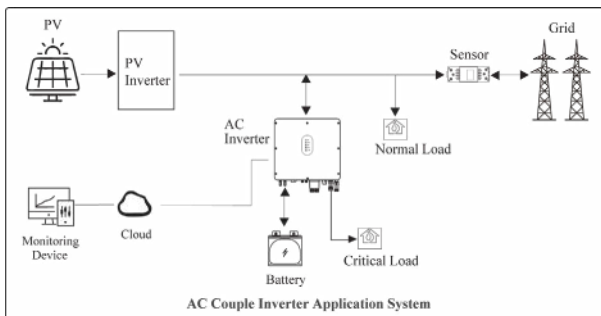 PV
Grid
PV
Inverter
Sensor
AC
Inverter
Normal Load
Monitoring
Device
Cloud
Battery
Critical Load
AC Couple Inverter Application System